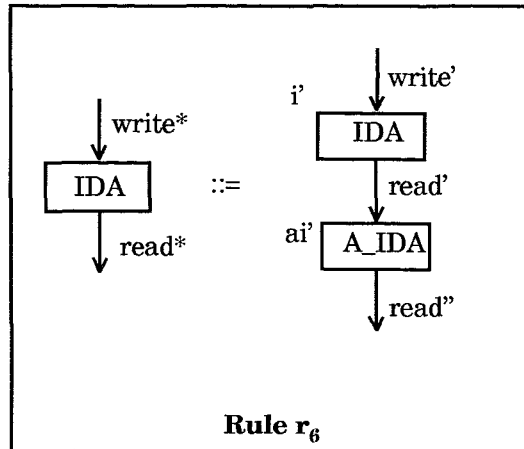 write*
IDA
read*
::=
write'
i'
IDA
read'
ai'
A_IDA
read"
Rule r₆